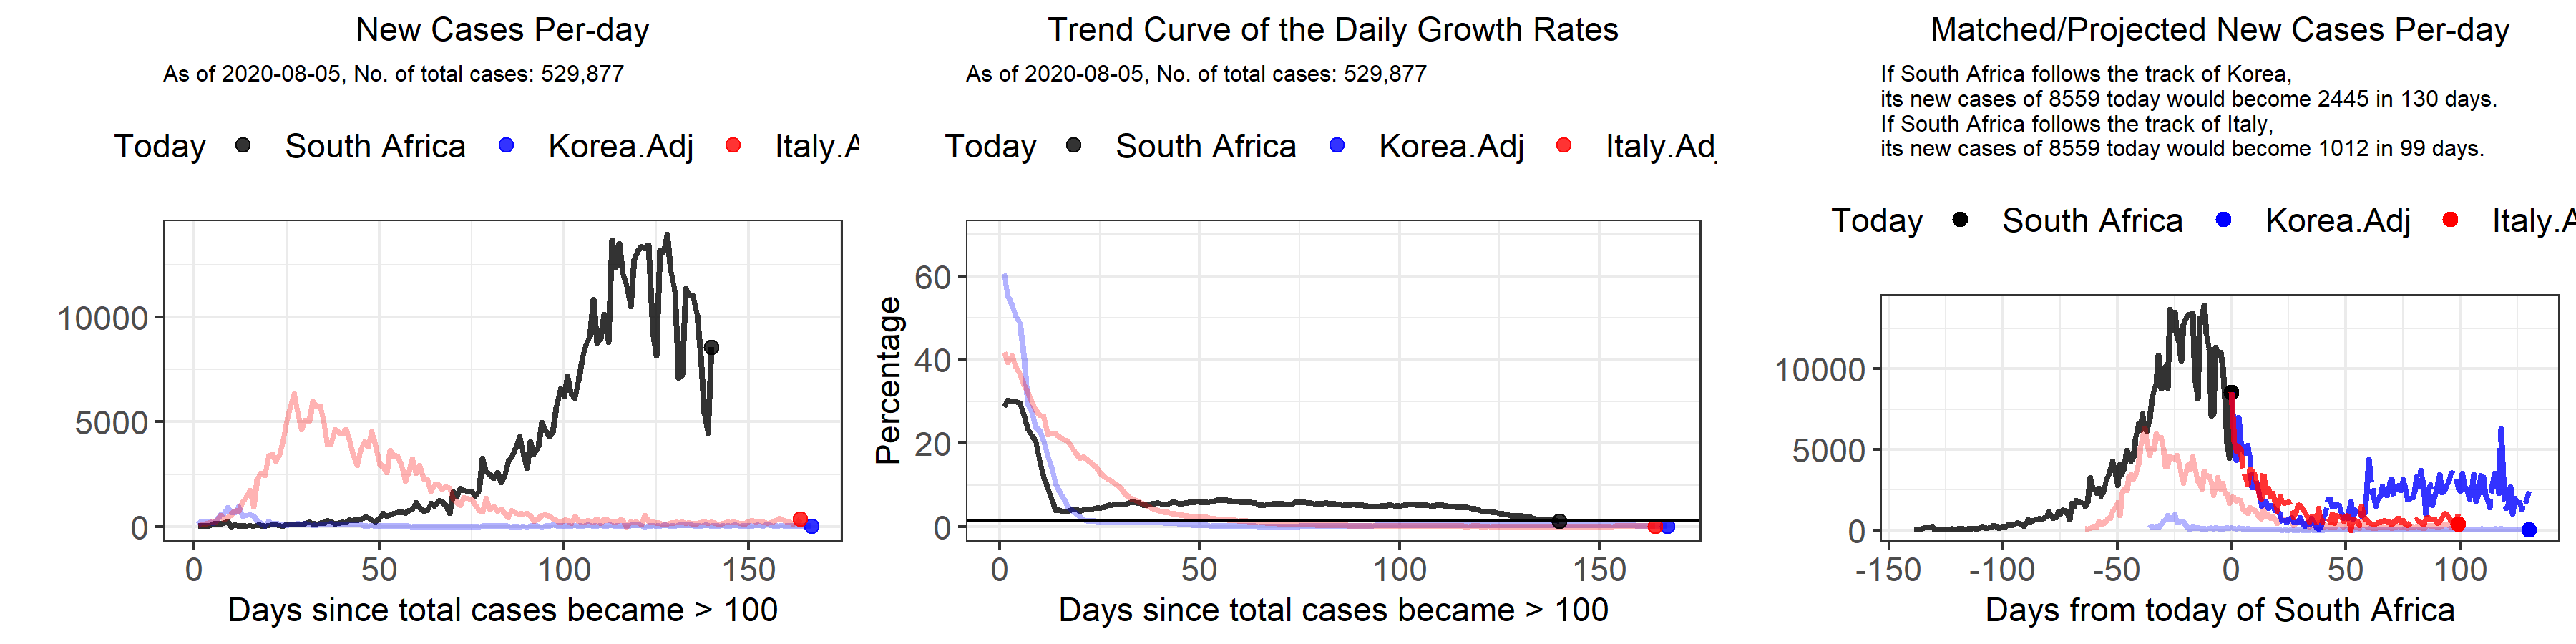 New Cases Per-day
As of 2020-08-05, No. of total cases: 529,877
Today South Africa Korea.Adj Italy.A
10000
5000
0
0 50 100 150
Days since total cases became > 100
Trend Curve of the Daily Growth Rates
As of 2020-08-05, No. of total cases: 529,877
Today South Africa Korea.Adj Italy.Adj
Percentage
60
40
20
0
0 50 100 150
Days since total cases became > 100
Matched/Projected New Cases Per-day
If South Africa follows the track of Korea,
its new cases of 8559 today would become 2445 in 130 days.
If South Africa follows the track of Italy,
its new cases of 8559 today would become 1012 in 99 days.
Today South Africa Korea.Adj Italy.A
10000
5000
0
-150 -100 -50 0 50 100
Days from today of South Africa